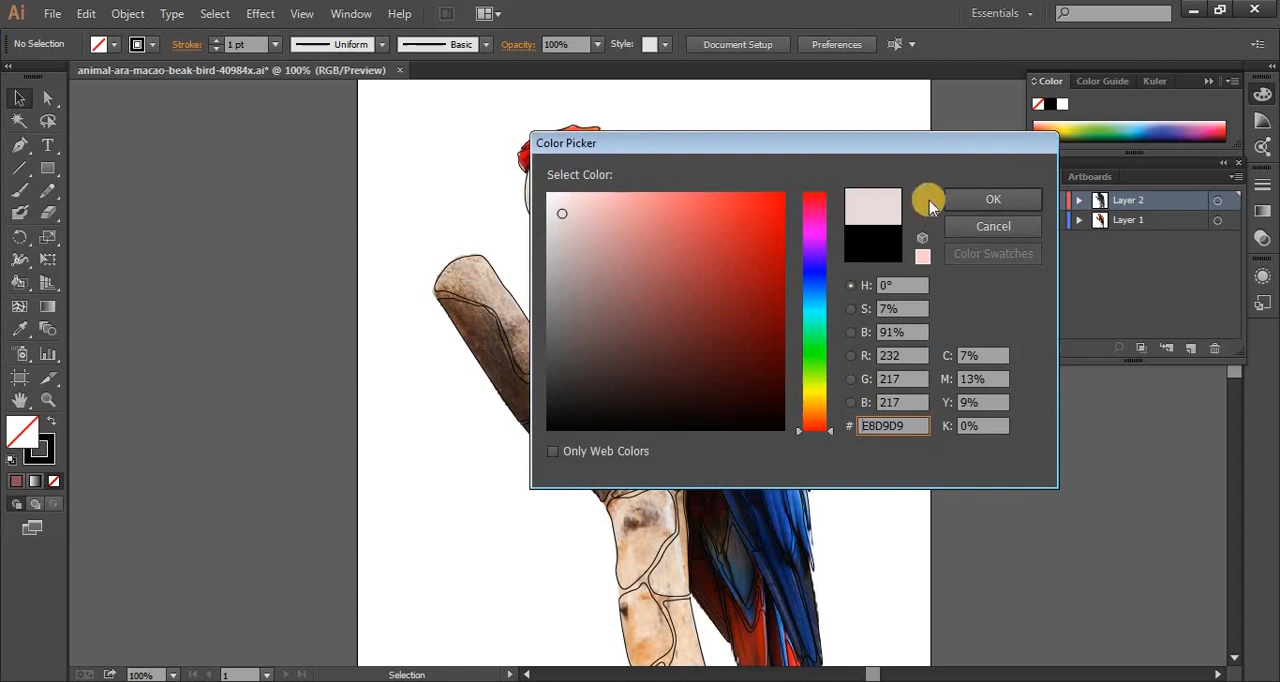 Ai File Edit Object Type Select Effect View Window Help Br Essentials
No Selection Stroke: 1 pt Uniform Basic Opacity: 100% Style: Document Setup Preferences
animal-ara-macao-beak-bird-40984x.ai* @ 100% (RGB/Preview)
Color Color Guide Kuler
Color Picker
Select Color:
Artboards
OK
Layer 2
Layer 1
Cancel
Color Swatches
H: 0°
S: 7%
B: 91%
R: 232 C: 7%
G: 217 M: 13%
B: 217 Y: 9%
# E8D9D9 K: 0%
Only Web Colors
100% 1 Selection